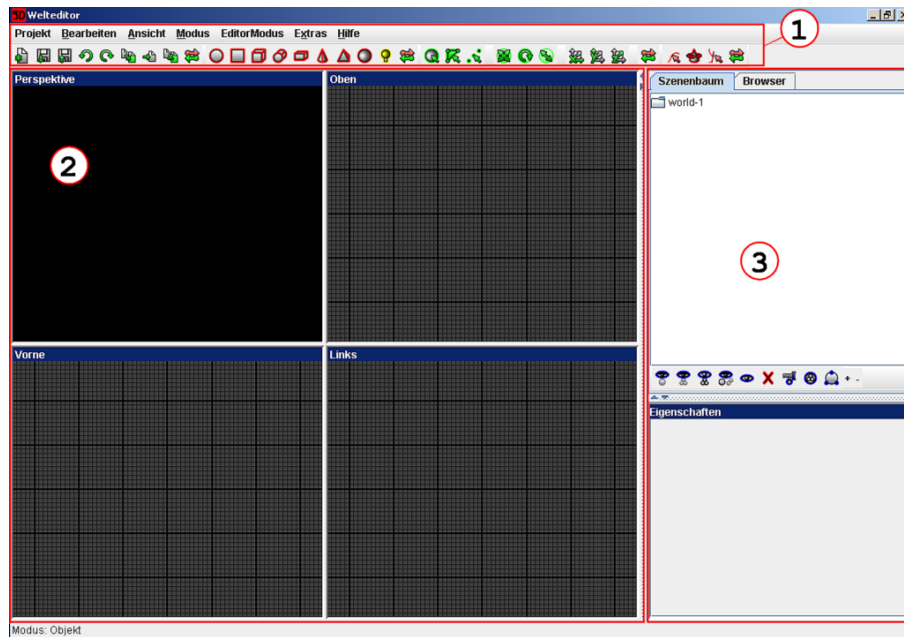 Welteditor
Projekt Bearbeiten Ansicht Modus EditorModus Extras Hilfe
1
Perspektive
Oben
Szenenbaum Browser
world-1
2
3
Vorne
Links
Eigenschaften
Modus: Objekt